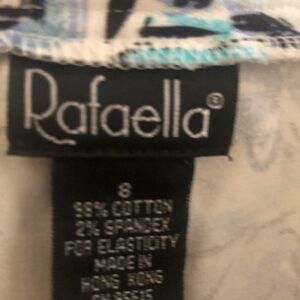 Rafaella®
8
98% COTTON
2% SPANDEX
FOR ELASTICITY
MADE IN
HONG KONG